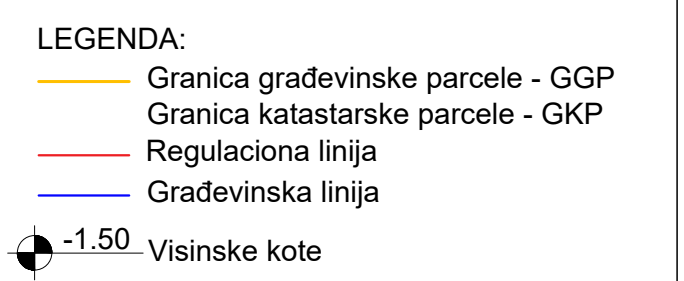 LEGENDA:
Granica građevinske parcele - GGP
Granica katastarske parcele - GKP
Regulaciona linija
Građevinska linija
-1.50 Visinske kote